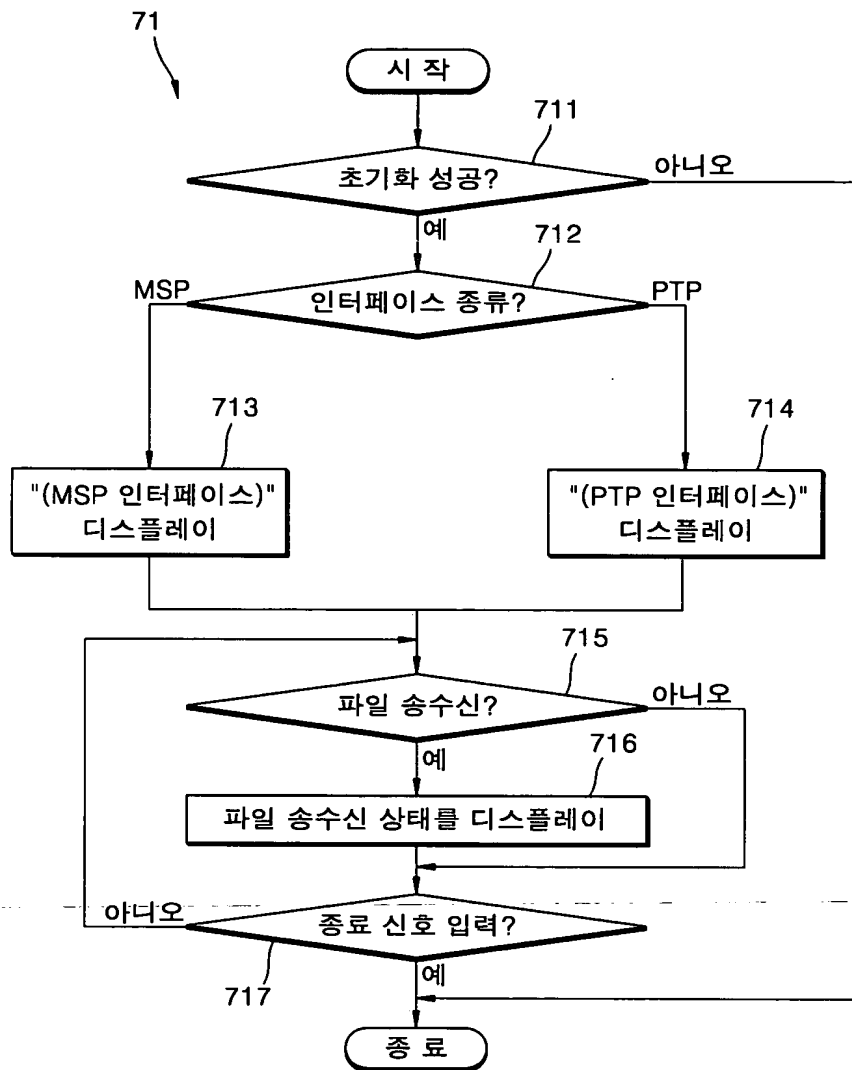 71
시 작
711
초기화 성공?
아니오
예
712
MSP
인터페이스 종류?
PTP
713
714
"(MSP 인터페이스)"
디스플레이
"(PTP 인터페이스)"
디스플레이
715
파일 송수신?
아니오
예
716
파일 송수신 상태를 디스플레이
아니오
종료 신호 입력?
717
예
종 료